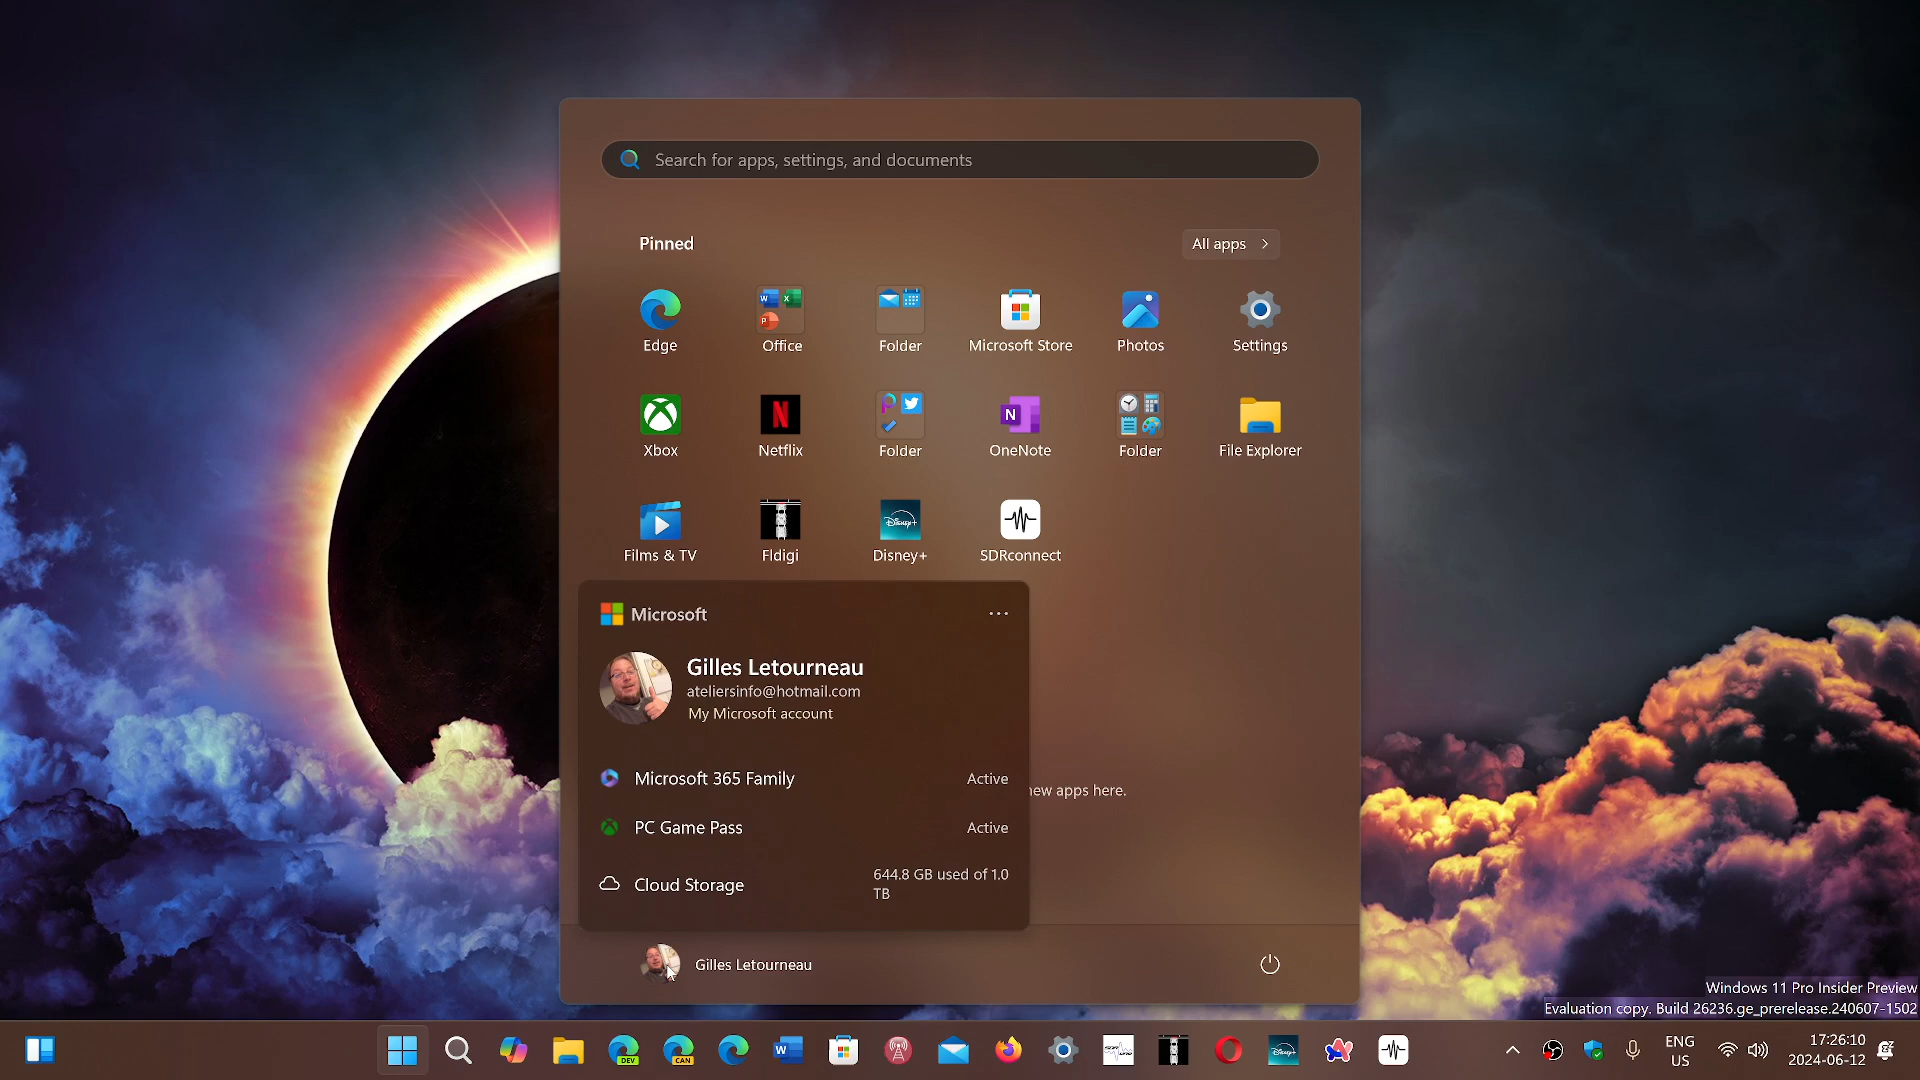 Search for apps, settings, and documents
Pinned
All apps
Edge
Office
Folder
Microsoft Store
Photos
Settings
Xbox
Netflix
Folder
OneNote
Folder
File Explorer
Films & TV
Fldigi
Disney+
SDRconnect
Microsoft
Gilles Letourneau
ateliersinfo@hotmail.com
My Microsoft account
Microsoft 365 Family
Active
new apps here.
PC Game Pass
Active
Cloud Storage
644.8 GB used of 1.0
TB
Gilles Letourneau
Windows 11 Pro Insider Preview
Evaluation copy. Build 26236.ge_prerelease.240607-1502
DEV
CAN
ENG
US
17:26:10
2024-06-12